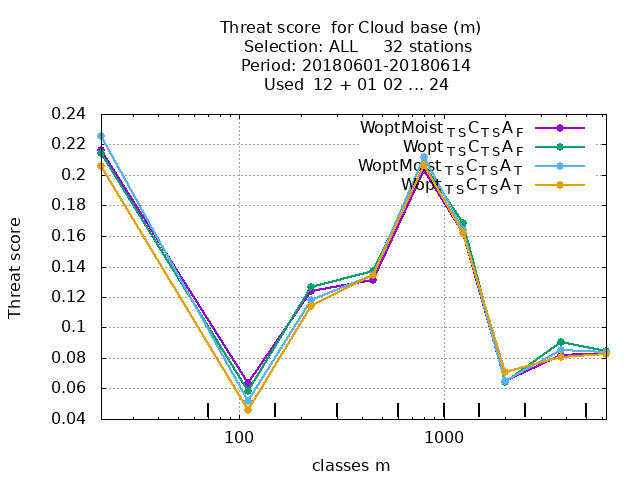 Threat score  for Cloud base (m)
Selection: ALL     32 stations
Period: 20180601-20180614
Used  12 + 01 02 ... 24
WoptMoist TS C TS A F
Wopt TS C TS A F
WoptMoist TS C TS A T
Wopt TS C TS A T
0.24
0.22
0.2
0.18
0.16
0.14
0.12
0.1
0.08
0.06
0.04
Threat score
100
1000
classes m